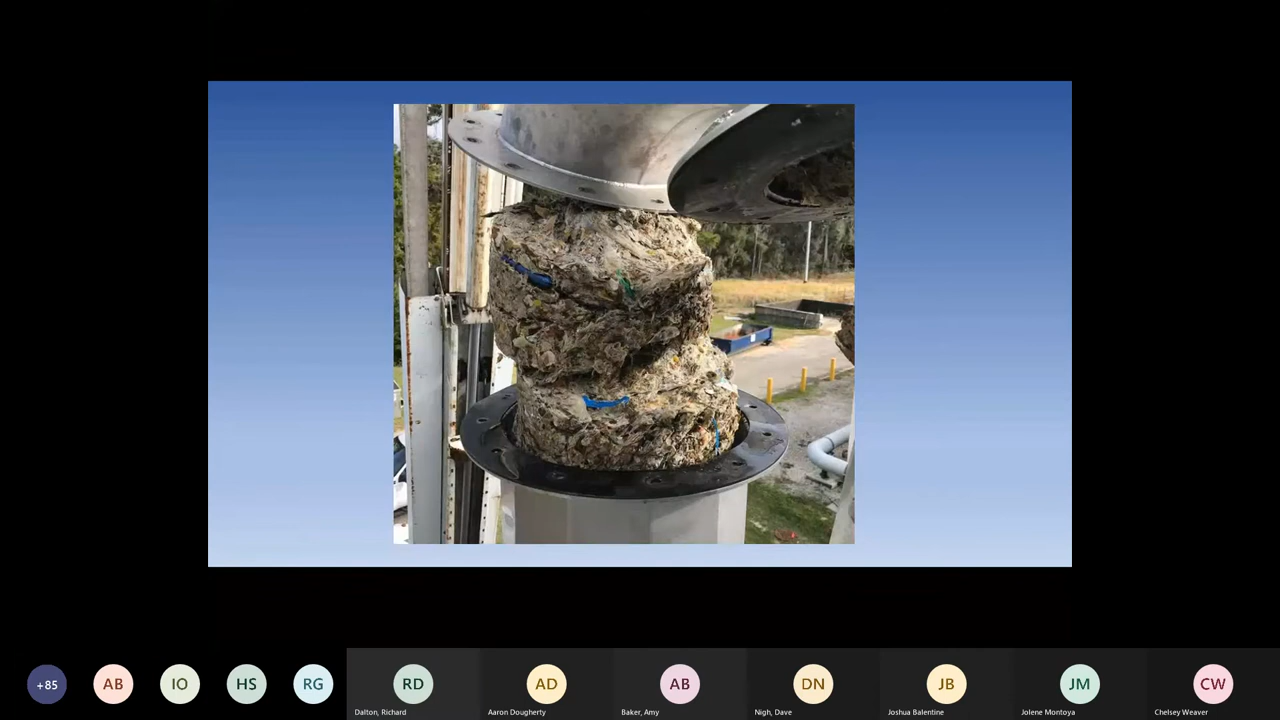 +85
AB
IO
HS
RG
RD
AD
AB
DN
JB
JM
CW
Dalton, Richard
Aaron Dougherty
Baker, Amy
Nigh, Dave
Joshua Balentine
Jolene Montoya
Chelsey Weaver